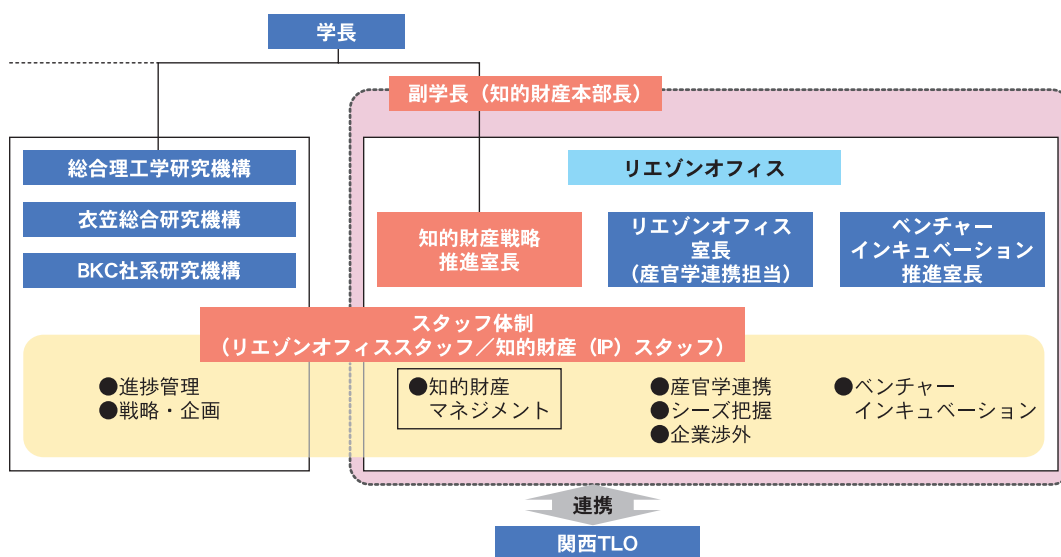 学長
副学長（知的財産本部長）
総合理工学研究機構
衣笠総合研究機構
BKC社系研究機構
リエゾンオフィス
知的財産戦略
推進室長
リエゾンオフィス
室長
（産官学連携担当）
ベンチャー
インキュベーション
推進室長
スタッフ体制
（リエゾンオフィススタッフ／知的財産（IP）スタッフ）
●進捗管理
●戦略・企画
●知的財産
マネジメント
●産官学連携
●シーズ把握
●企業渉外
●ベンチャー
インキュベーション
連携
関西TLO